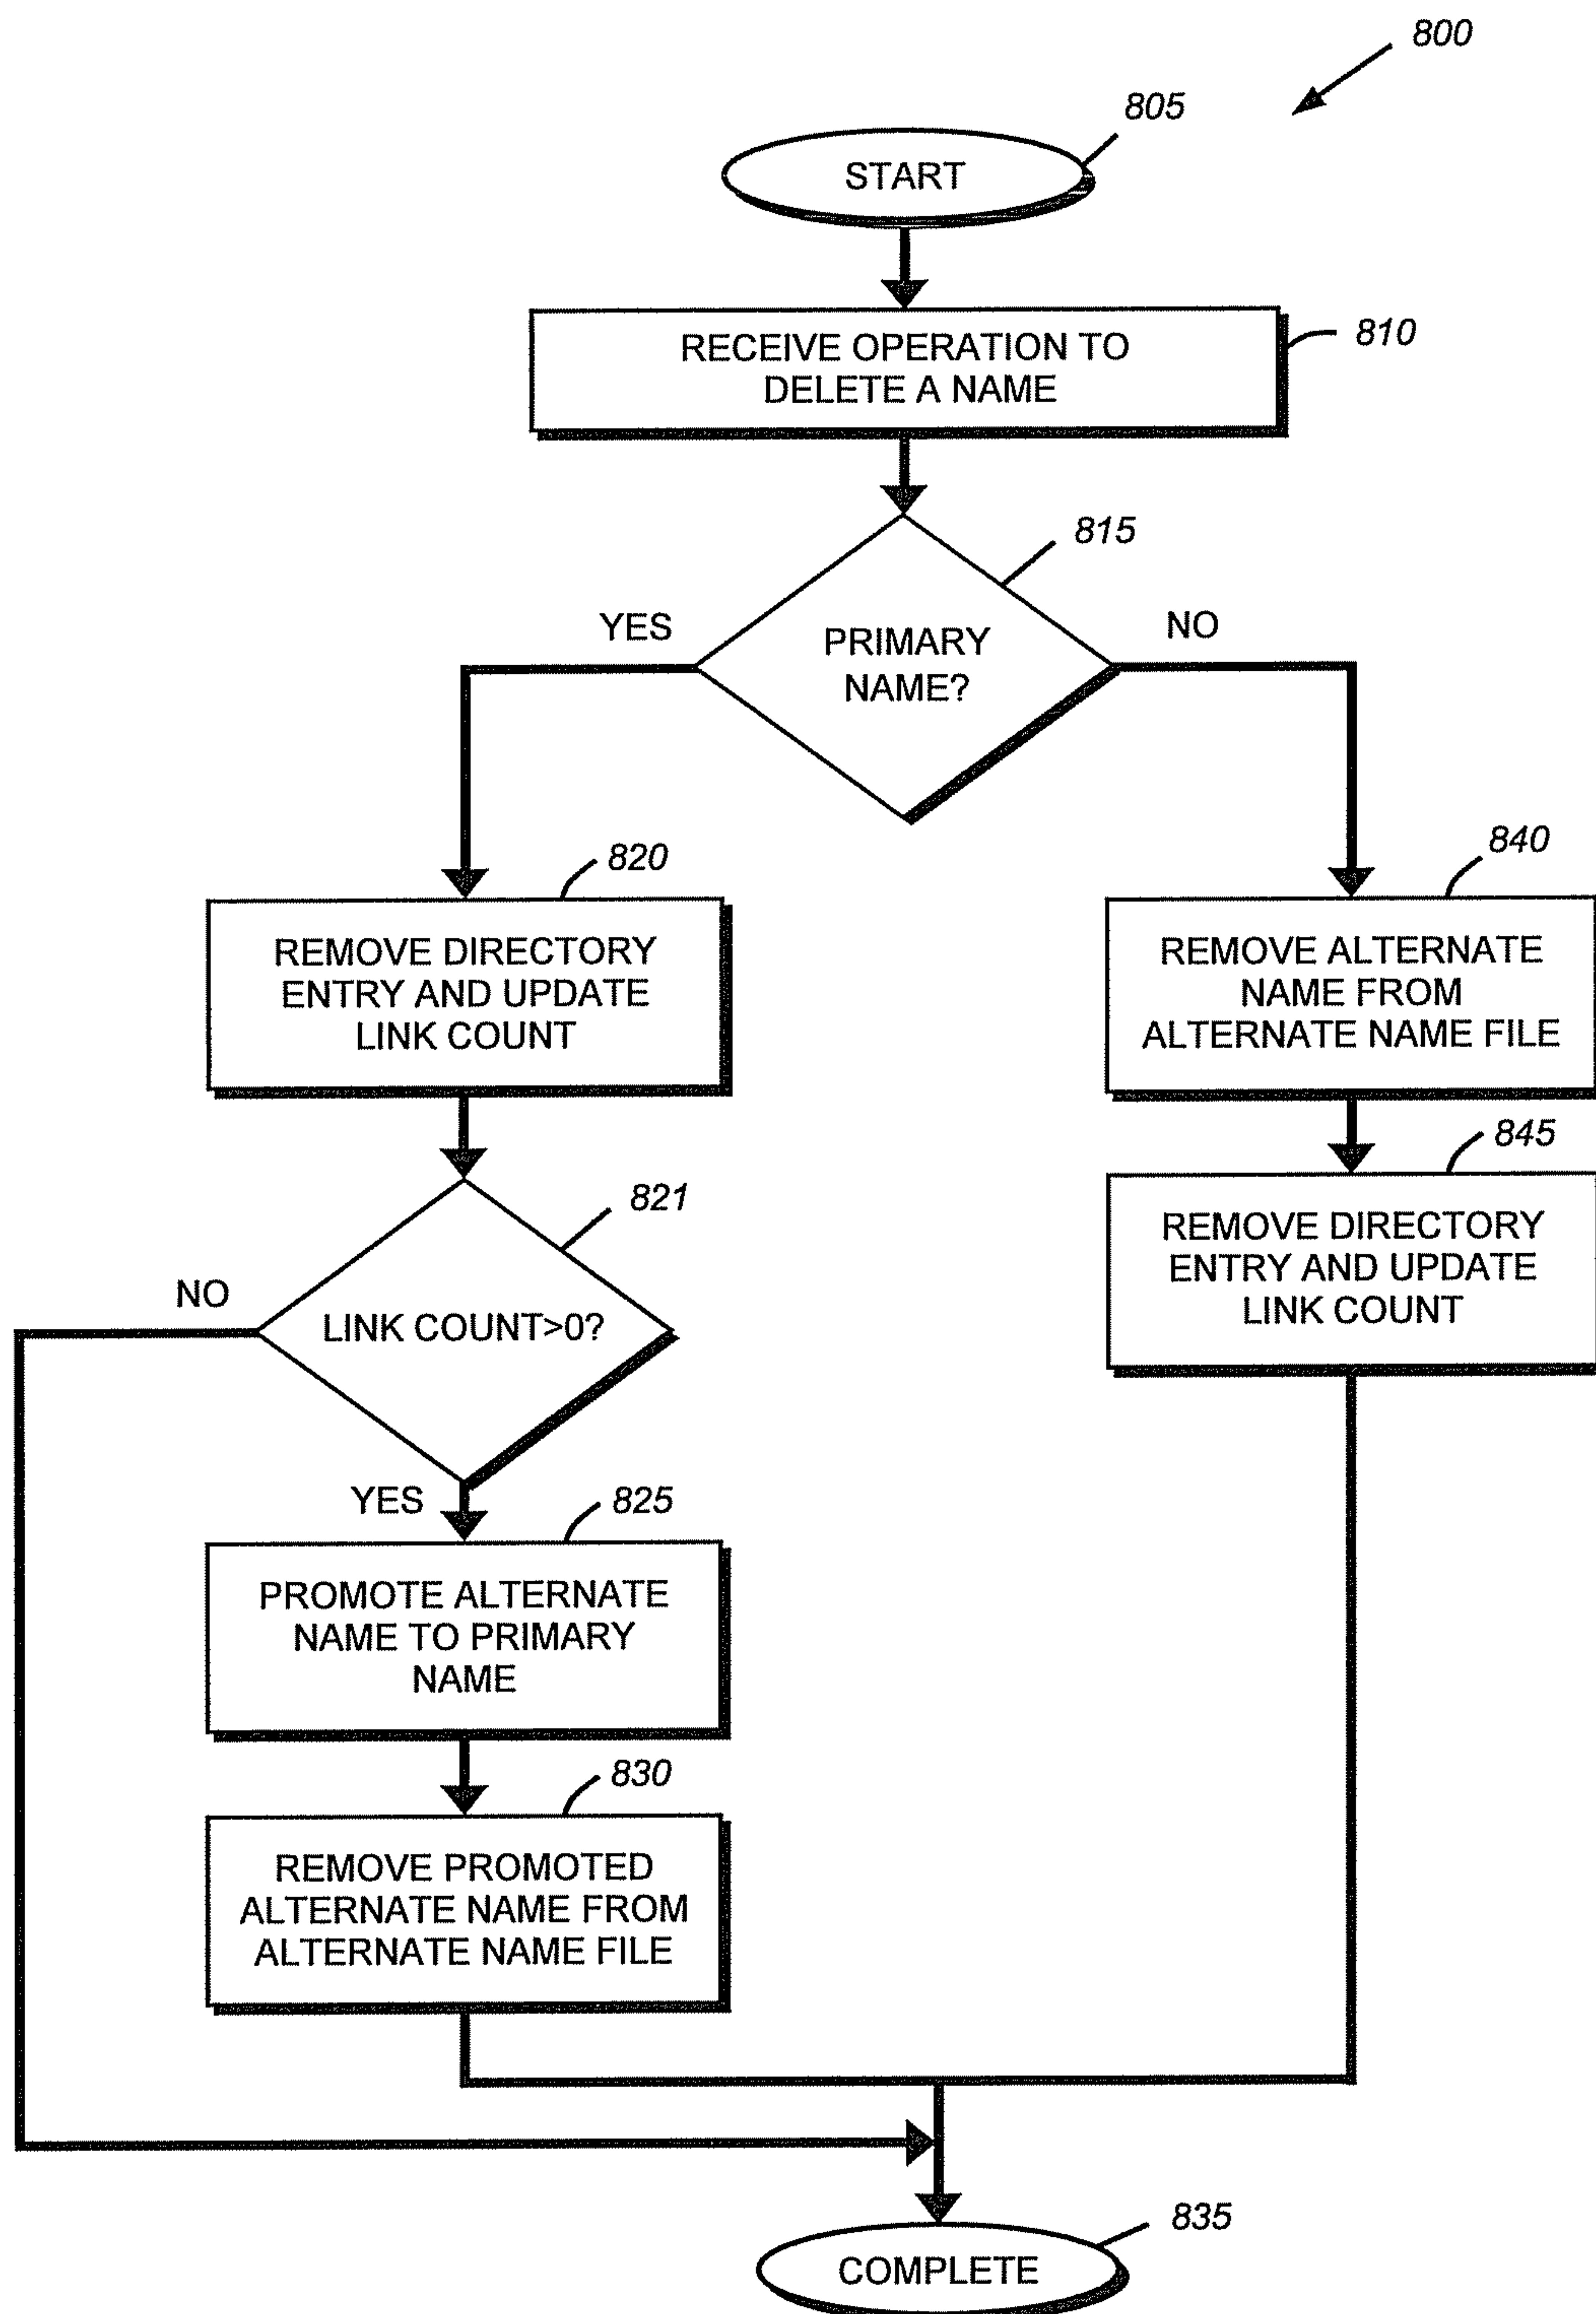 800
805
START
RECEIVE OPERATION TO
DELETE A NAME
810
815
YES
PRIMARY
NAME?
NO
820
REMOVE DIRECTORY
ENTRY AND UPDATE
LINK COUNT
840
REMOVE ALTERNATE
NAME FROM
ALTERNATE NAME FILE
845
REMOVE DIRECTORY
ENTRY AND UPDATE
LINK COUNT
821
NO
LINK COUNT>0?
YES
825
PROMOTE ALTERNATE
NAME TO PRIMARY
NAME
830
REMOVE PROMOTED
ALTERNATE NAME FROM
ALTERNATE NAME FILE
835
COMPLETE